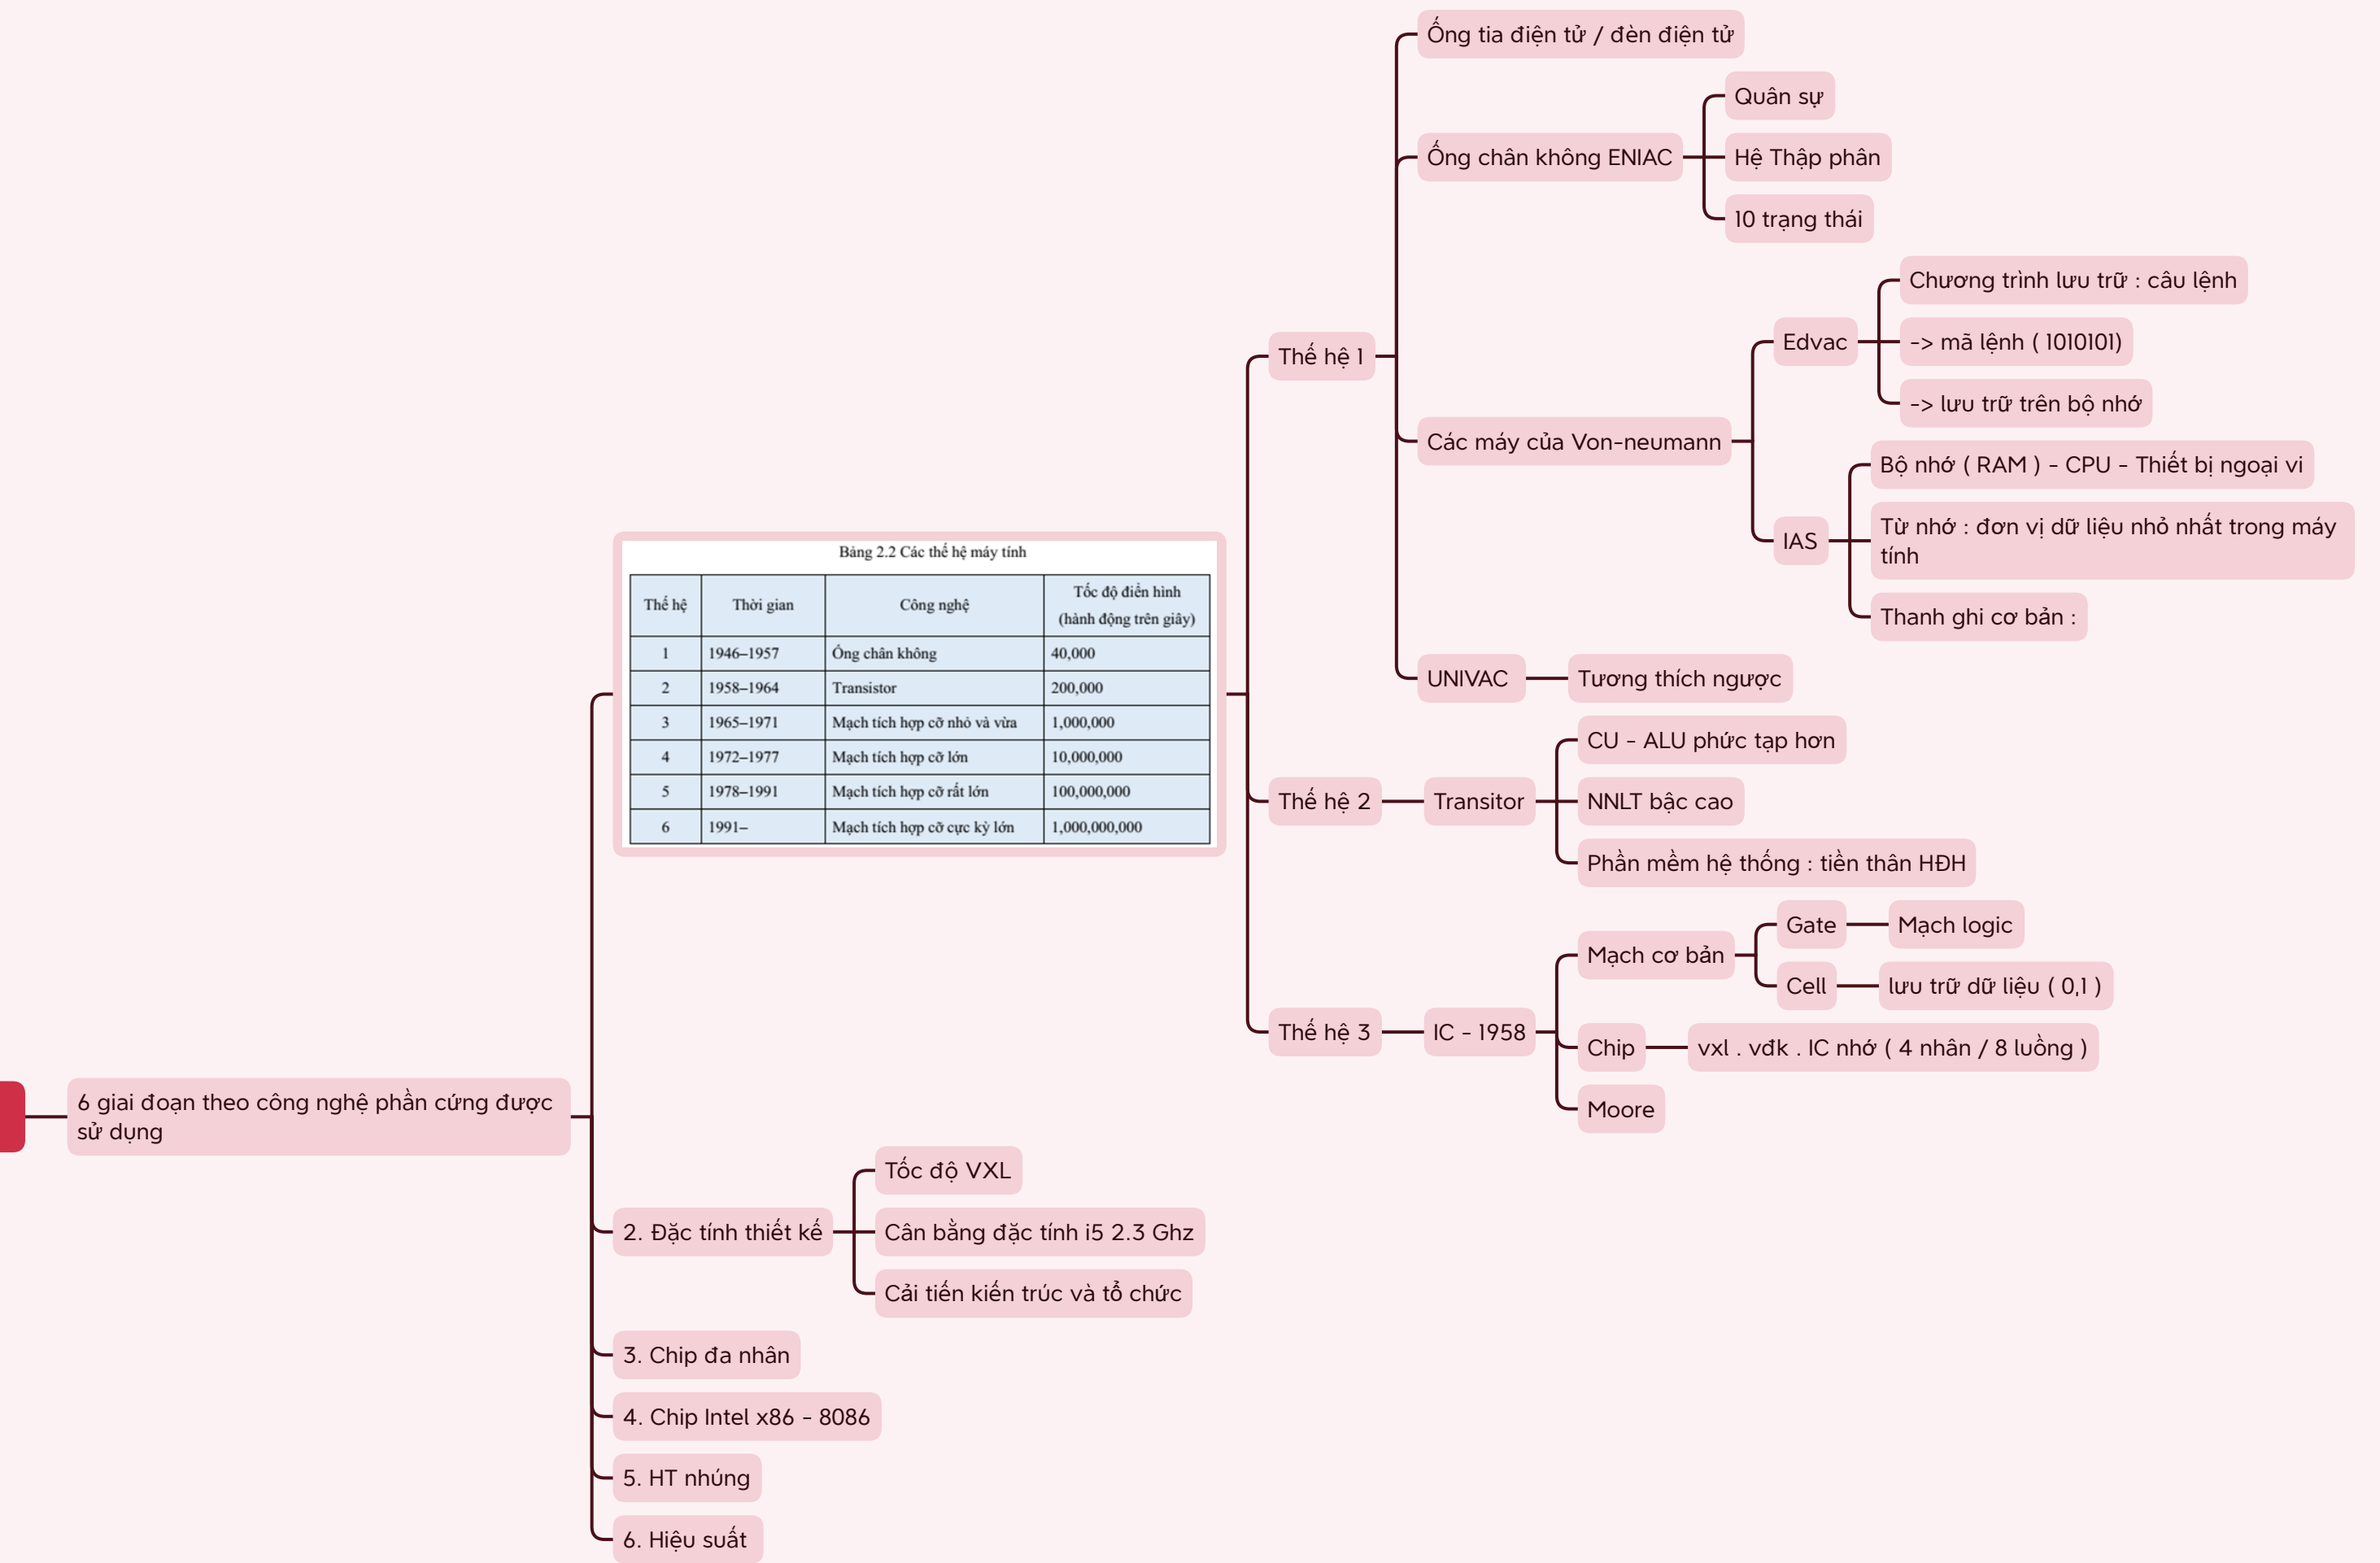 6 giai đoạn theo công nghệ phần cứng được
sử dụng
Bảng 2.2 Các thế hệ máy tính
Thế hệ
Thời gian
Công nghệ
Tốc độ điển hình
(hành động trên giây)
1
1946–1957
Ống chân không
40,000
2
1958–1964
Transistor
200,000
3
1965–1971
Mạch tích hợp cỡ nhỏ và vừa
1,000,000
4
1972–1977
Mạch tích hợp cỡ lớn
10,000,000
5
1978–1991
Mạch tích hợp cỡ rất lớn
100,000,000
6
1991–
Mạch tích hợp cỡ cực kỳ lớn
1,000,000,000
Thế hệ 1
Ống tia điện tử / đèn điện tử
Ống chân không ENIAC
Quân sự
Hệ Thập phân
10 trạng thái
Các máy của Von-neumann
Edvac
Chương trình lưu trữ : câu lệnh
-> mã lệnh ( 1010101)
-> lưu trữ trên bộ nhớ
IAS
Bộ nhớ ( RAM ) - CPU - Thiết bị ngoại vi
Từ nhớ : đơn vị dữ liệu nhỏ nhất trong máy
tính
Thanh ghi cơ bản :
UNIVAC
Tương thích ngược
Thế hệ 2
Transitor
CU - ALU phức tạp hơn
NNLT bậc cao
Phần mềm hệ thống : tiền thân HĐH
Thế hệ 3
IC - 1958
Mạch cơ bản
Gate
Mạch logic
Cell
lưu trữ dữ liệu ( 0,1 )
Chip
vxl . vđk . IC nhớ ( 4 nhân / 8 luồng )
Moore
2. Đặc tính thiết kế
Tốc độ VXL
Cân bằng đặc tính i5 2.3 Ghz
Cải tiến kiến trúc và tổ chức
3. Chip đa nhân
4. Chip Intel x86 - 8086
5. HT nhúng
6. Hiệu suất